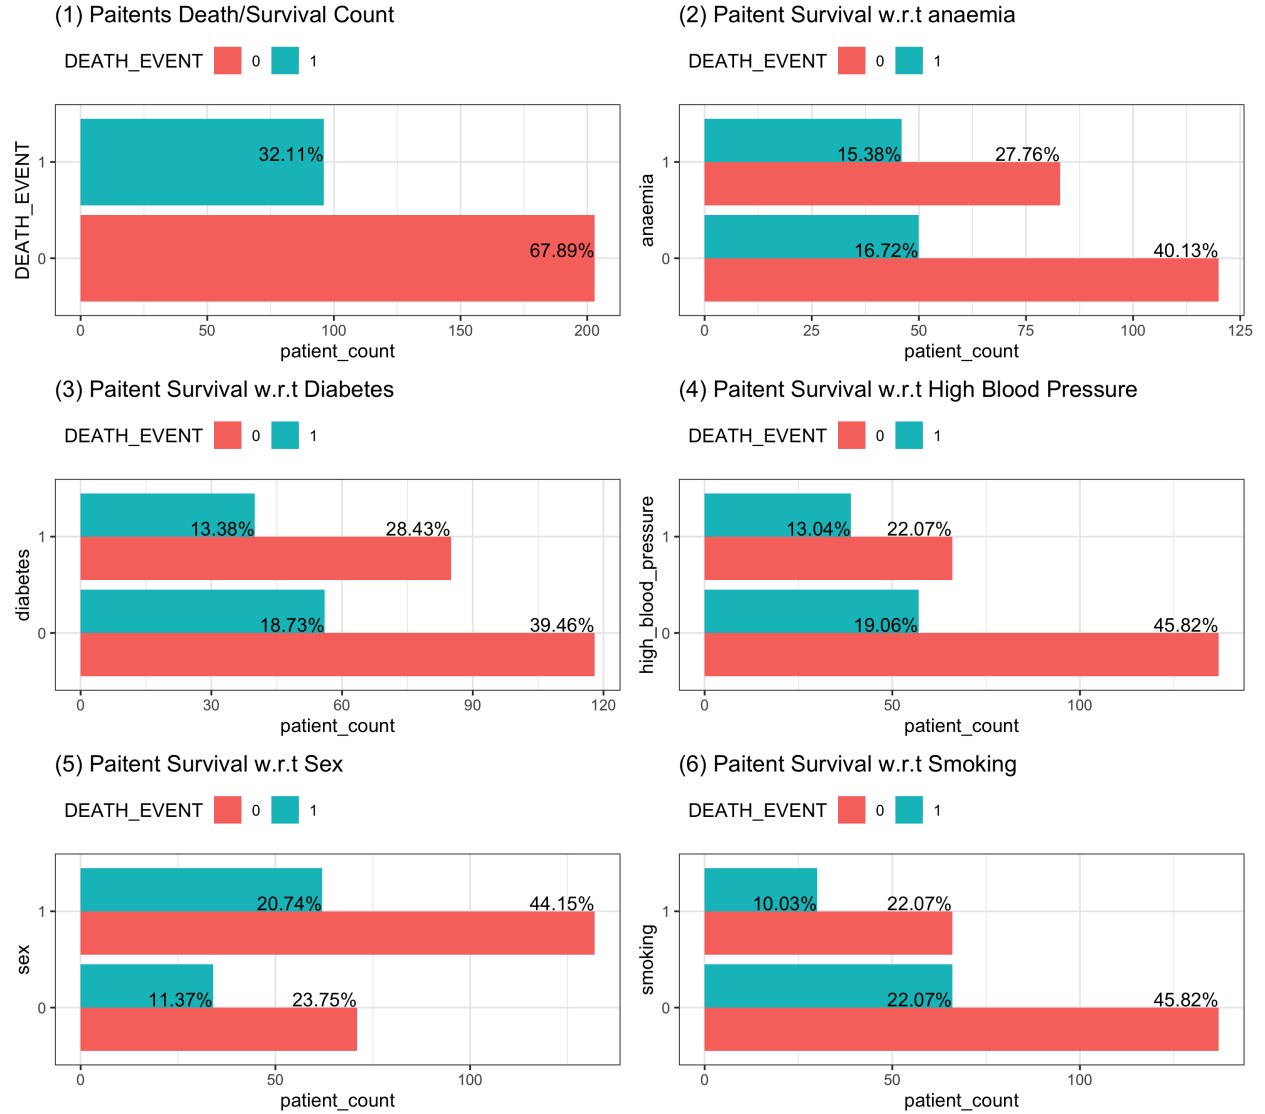 (1) Paitents Death/Survival Count
DEATH_EVENT 0 1
DEATH_EVENT
1
0
32.11%
67.89%
0 50 100 150 200
patient_count
(2) Paitent Survival w.r.t anaemia
DEATH_EVENT 0 1
anaemia
1
0
15.38% 27.76%
16.72% 40.13%
0 25 50 75 100 125
patient_count
(3) Paitent Survival w.r.t Diabetes
DEATH_EVENT 0 1
diabetes
1
0
13.38% 28.43%
18.73% 39.46%
0 30 60 90 120
patient_count
(4) Paitent Survival w.r.t High Blood Pressure
DEATH_EVENT 0 1
high_blood_pressure
1
0
13.04% 22.07%
19.06% 45.82%
0 50 100
patient_count
(5) Paitent Survival w.r.t Sex
DEATH_EVENT 0 1
sex
1
0
20.74% 44.15%
11.37% 23.75%
0 50 100
patient_count
(6) Paitent Survival w.r.t Smoking
DEATH_EVENT 0 1
smoking
1
0
10.03% 22.07%
22.07% 45.82%
0 50 100
patient_count